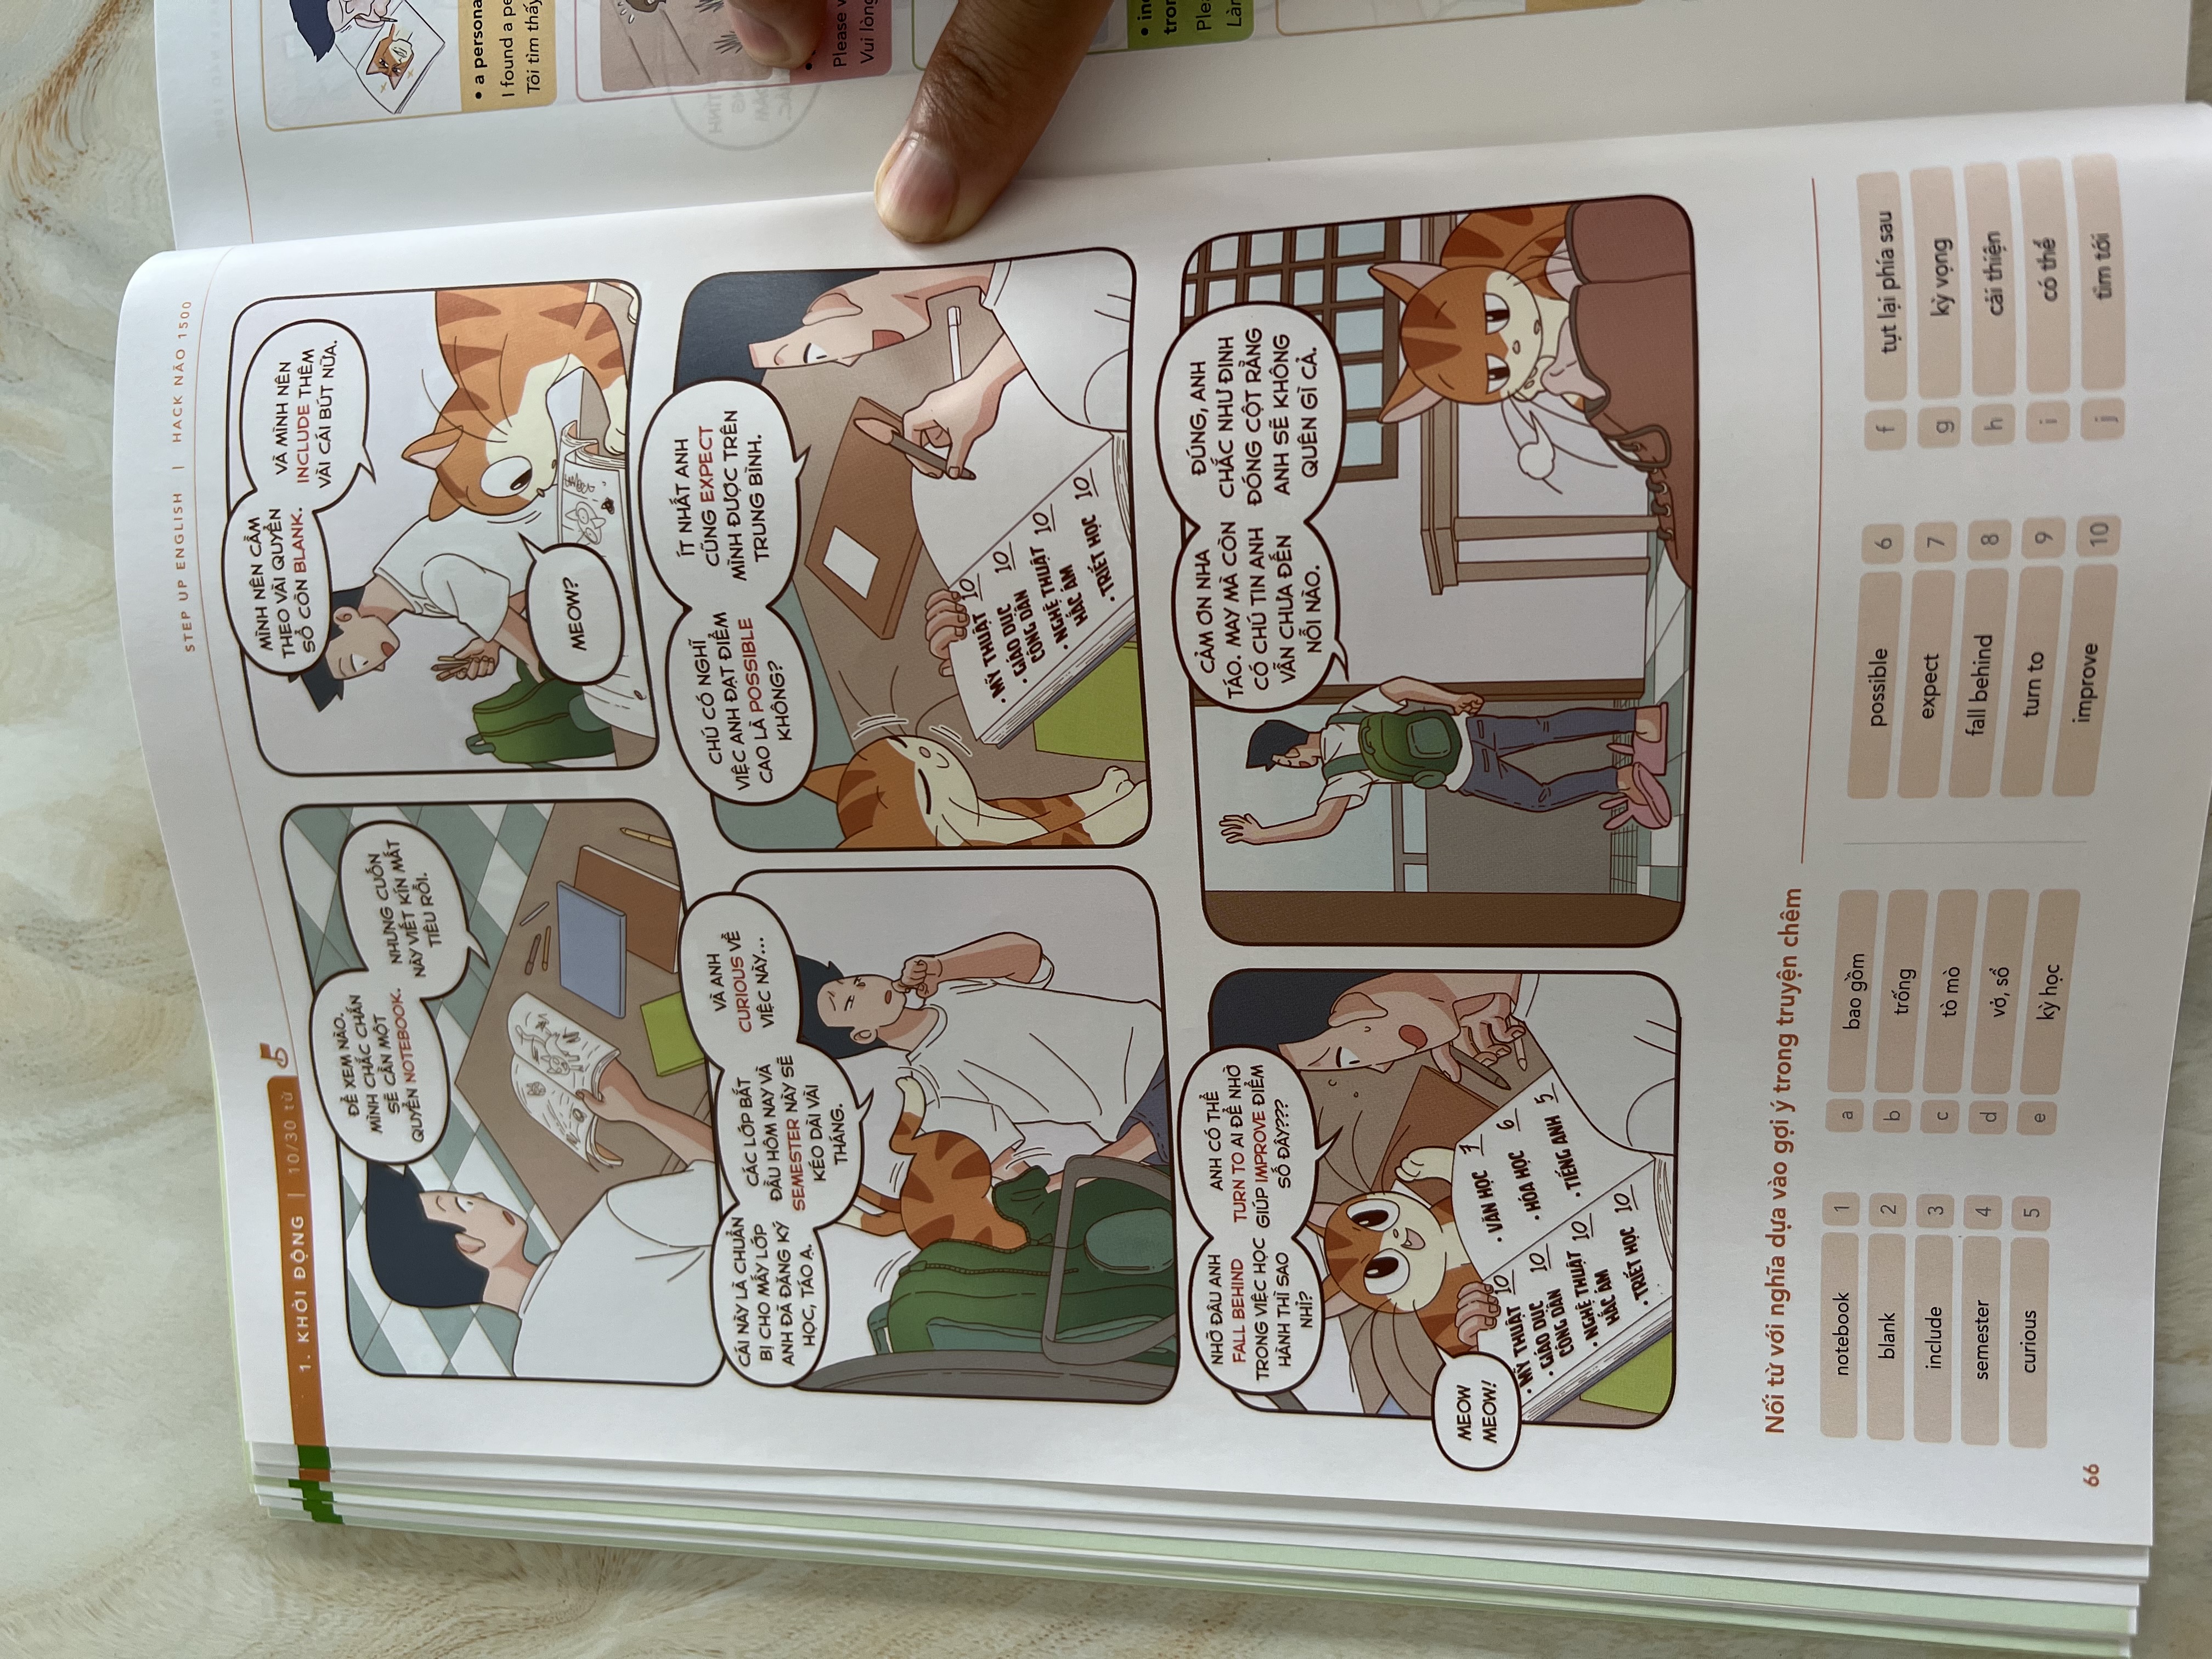 STEP UP ENGLISH | HACK NÃO 1500
1. KHỞI ĐỘNG | 10/30 từ
5
ĐỂ XEM NÀO.
MÌNH CHẮC CHẮN
SẼ CẦN MỘT
QUYỂN NOTEBOOK.
NHƯNG CUỐN
NÀY VIẾT KÍN MẤT
TIÊU RỒI.
MÌNH NÊN CẦM
THEO VÀI QUYỂN
SỔ CÒN BLANK.
VÀ MÌNH NÊN
INCLUDE THÊM
VÀI CÁI BÚT NỮA.
MEOW?
CÁI NÀY LÀ CHUẨN
BỊ CHO MẤY LỚP
ANH ĐÃ ĐĂNG KÝ
HỌC, TÁO Ạ.
CÁC LỚP BẮT
ĐẦU HÔM NAY VÀ
SEMESTER NÀY SẼ
KÉO DÀI VÀI
THÁNG.
VÀ ANH
CURIOUS VỀ
VIỆC NÀY...
CHÚ CÓ NGHĨ
VIỆC ANH ĐẠT ĐIỂM
CAO LÀ POSSIBLE
KHÔNG?
ÍT NHẤT ANH
CŨNG EXPECT
MÌNH ĐƯỢC TRÊN
TRUNG BÌNH.
• MỸ THUẬT 10
• GIÁO DỤC
CÔNG DÂN 10
• NGHỆ THUẬT
HẮC ÁM 10
• TRIẾT HỌC 10
NHỠ ĐÂU ANH
FALL BEHIND
TRONG VIỆC HỌC
HÀNH THÌ SAO
NHỈ?
ANH CÓ THỂ
TURN TO AI ĐỂ NHỜ
GIÚP IMPROVE ĐIỂM
SỐ ĐÂY???
MEOW
MEOW!
• MỸ THUẬT 10
• GIÁO DỤC
CÔNG DÂN 10
• NGHỆ THUẬT
HẮC ÁM 10
• TRIẾT HỌC 10
• VĂN HỌC 7
• HÓA HỌC 6
• TIẾNG ANH 5
CẢM ƠN NHA
TÁO. MAY MÀ CÒN
CÓ CHÚ TIN ANH
VẪN CHƯA ĐẾN
NỖI NÀO.
ĐÚNG, ANH
CHẮC NHƯ ĐINH
ĐÓNG CỘT RẰNG
ANH SẼ KHÔNG
QUÊN GÌ CẢ.
Nối từ với nghĩa dựa vào gợi ý trong truyện chêm
notebook 1
blank 2
include 3
semester 4
curious 5
a bao gồm
b trống
c tò mò
d vở, sổ
e kỳ học
possible 6
expect 7
fall behind 8
turn to 9
improve 10
f tụt lại phía sau
g kỳ vọng
h cải thiện
i có thể
j tìm tới
66
• a persona
I found a pe
Tôi tìm thấy
Please
Vui lòng
• in
tron
Plea
Làm